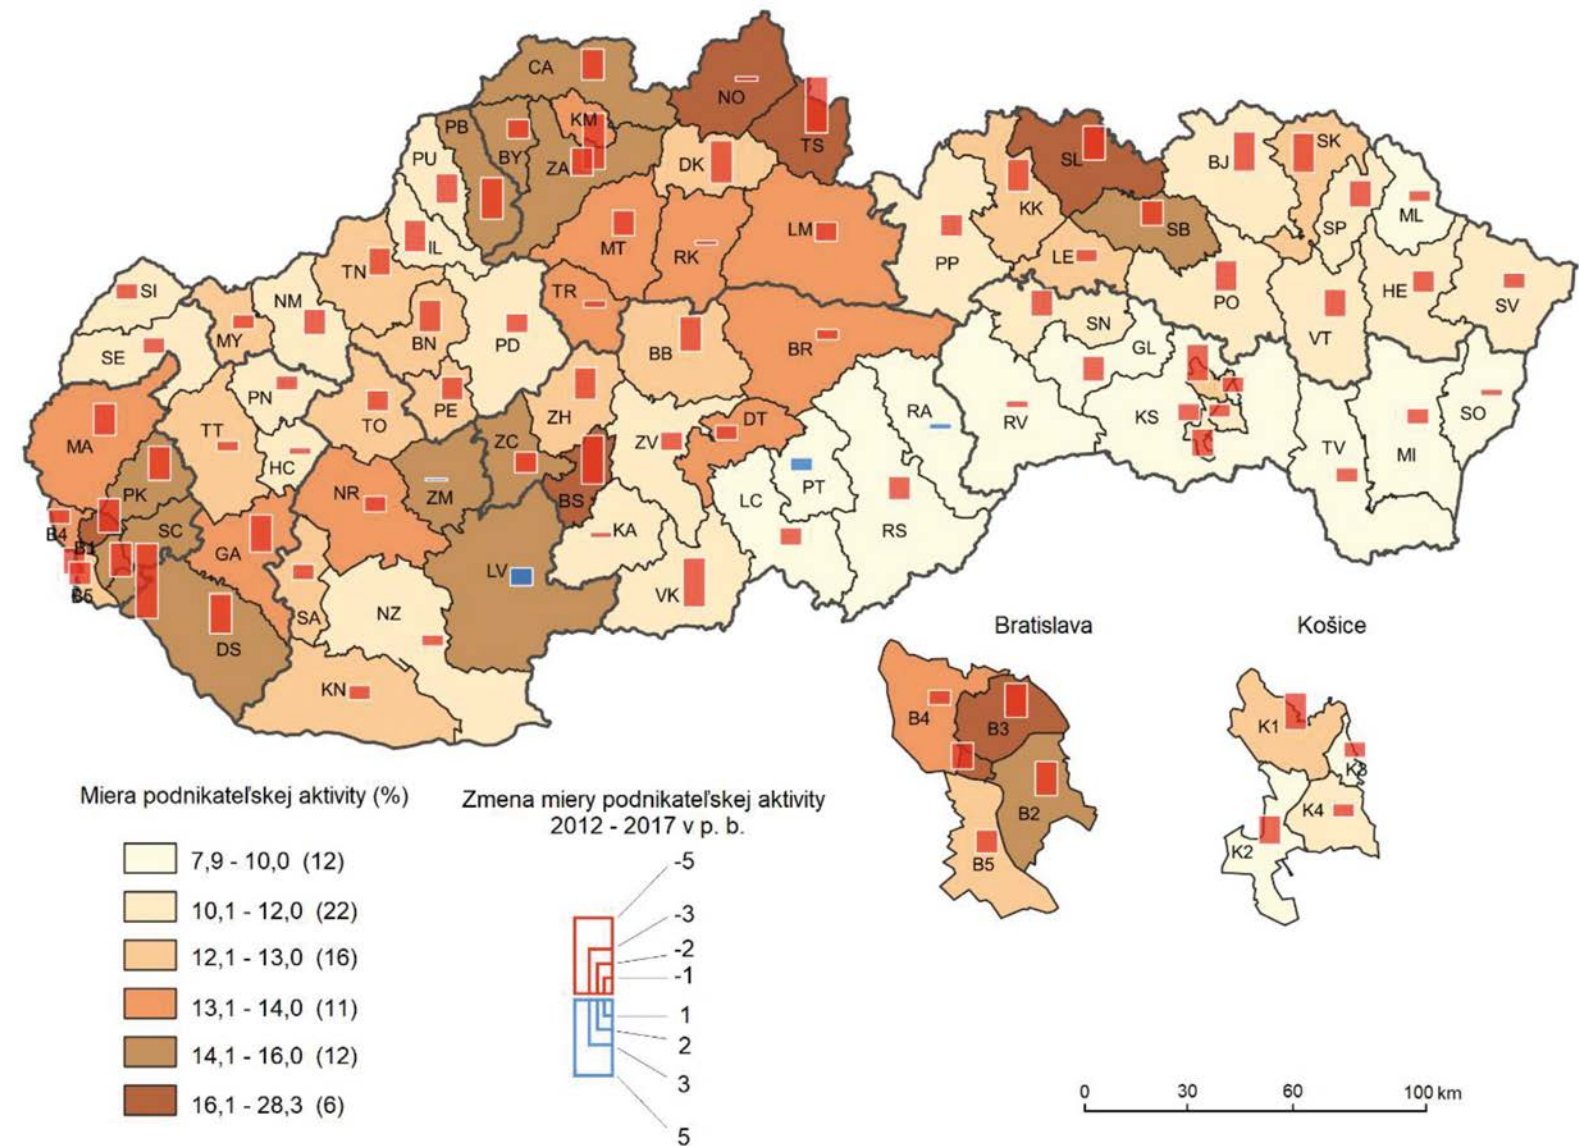 CA
NO
TS
PB
KM
BY
ZA
PU
DK
SL
BJ
SK
KK
SP
ML
IL
MT
RK
LM
SB
TN
LE
PP
SI
NM
TR
PO
HE
SV
MY
BN
PD
SN
SE
BB
BR
VT
GL
PN
PE
ZH
RA
MA
TT
TO
ZC
ZV
DT
RV
KS
SO
HC
TV
MI
PK
NR
ZM
BS
LC
PT
SC
KA
RS
B4
B1
GA
LV
B5
SA
NZ
VK
DS
KN
Bratislava
Košice
B4
B3
B2
B5
K1
K3
K4
K2
Miera podnikateľskej aktivity (%)
7,9 - 10,0 (12)
10,1 - 12,0 (22)
12,1 - 13,0 (16)
13,1 - 14,0 (11)
14,1 - 16,0 (12)
16,1 - 28,3 (6)
Zmena miery podnikateľskej aktivity
2012 - 2017 v p. b.
-5
-3
-2
-1
1
2
3
5
0 30 60 100 km